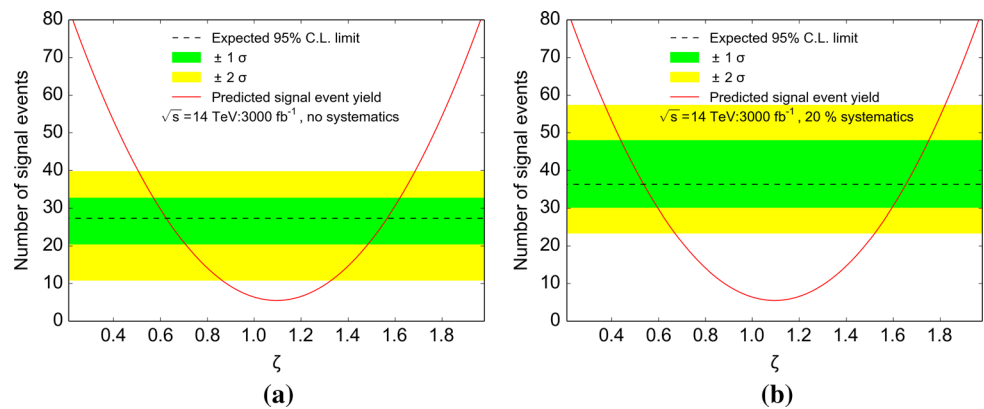 80
70
60
50
40
30
20
10
0
Number of signal events
Expected 95% C.L. limit
± 1 σ
± 2 σ
Predicted signal event yield
√s =14 TeV:3000 fb⁻¹ , no systematics
0.4 0.6 0.8 1.0 1.2 1.4 1.6 1.8
ζ
(a)
80
70
60
50
40
30
20
10
0
Number of signal events
Expected 95% C.L. limit
± 1 σ
± 2 σ
Predicted signal event yield
√s =14 TeV:3000 fb⁻¹ , 20 % systematics
0.4 0.6 0.8 1.0 1.2 1.4 1.6 1.8
ζ
(b)